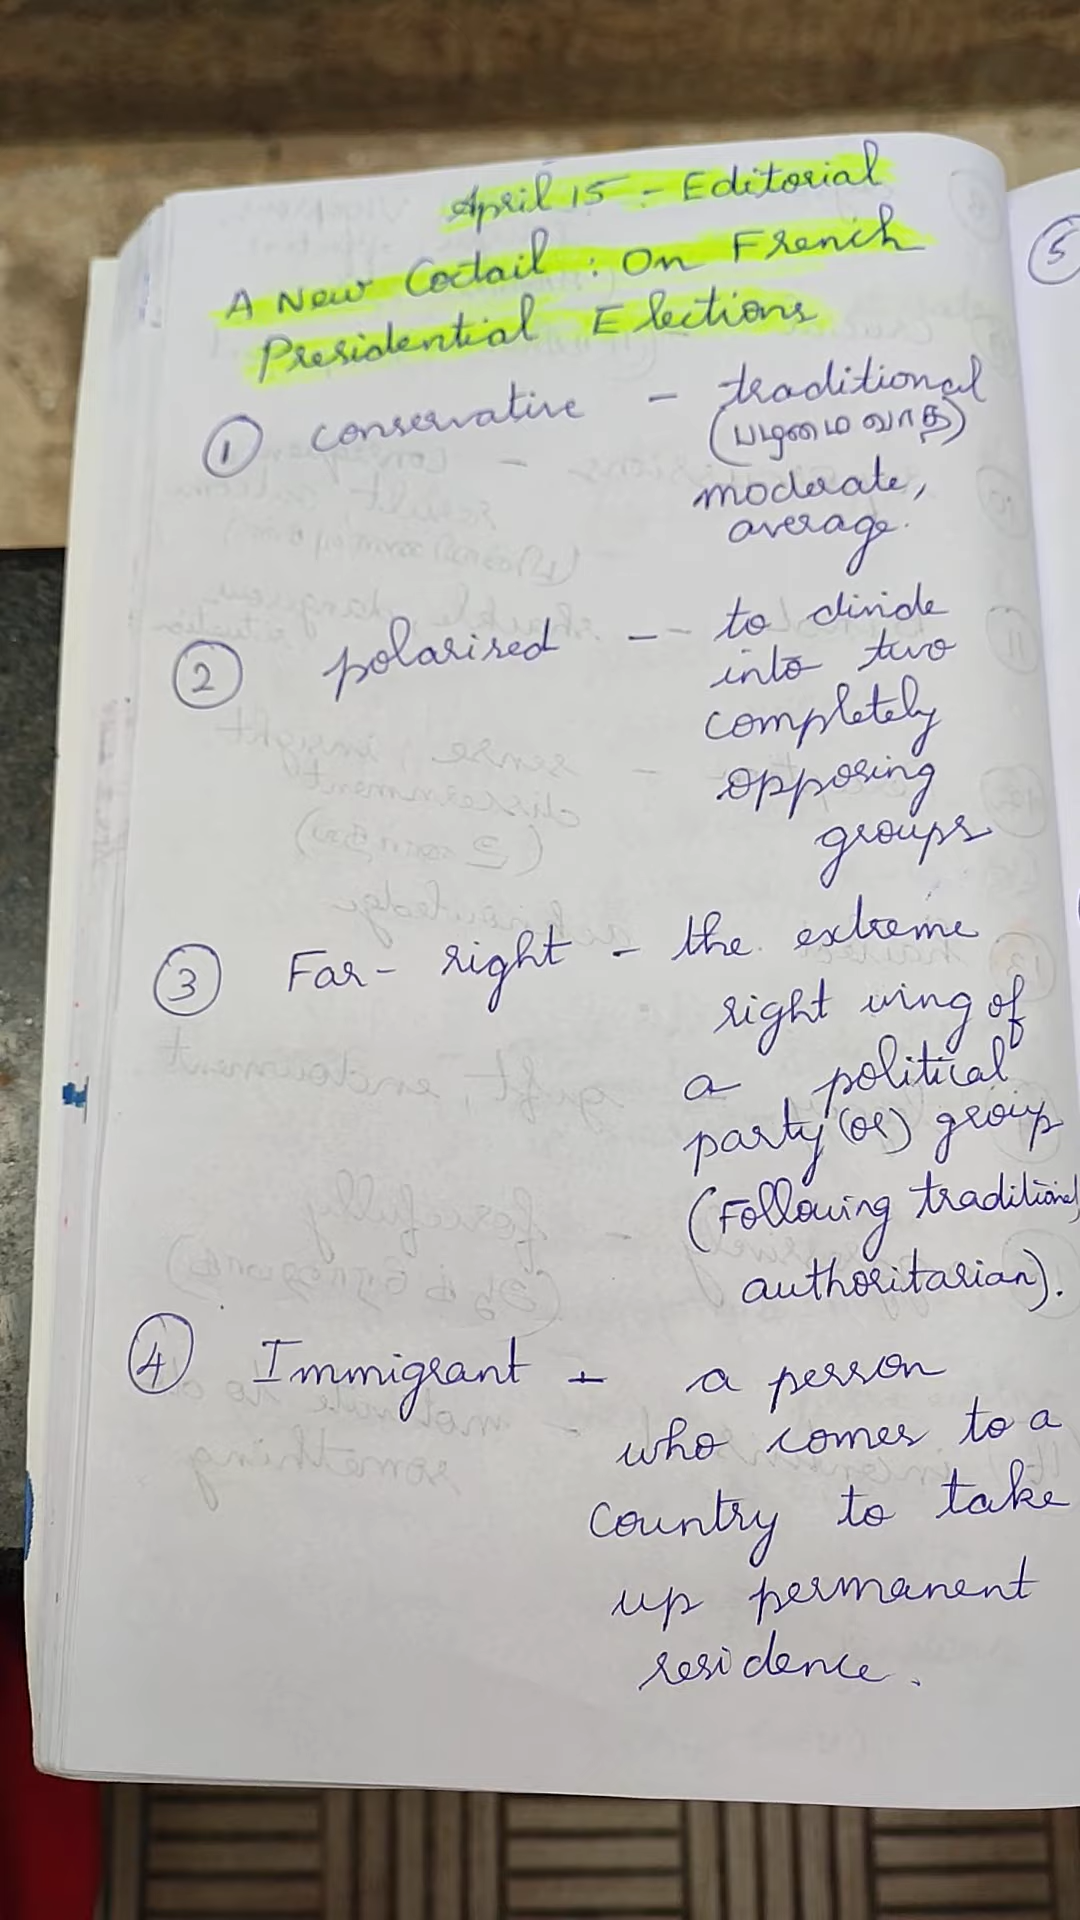 April 15 - Editorial
A New Coctail : On French
Presidential Elections
① conservative - traditional
(பழமைவாத)
moderate,
average.
② polarised -- to divide
into two
completely
opposing
groups
③ Far-right - the extreme
right wing of
a political
party (or) group
(Following traditional
authoritarian).
④ Immigrant - a person
who comes to a
country to take
up permanent
residence.
5